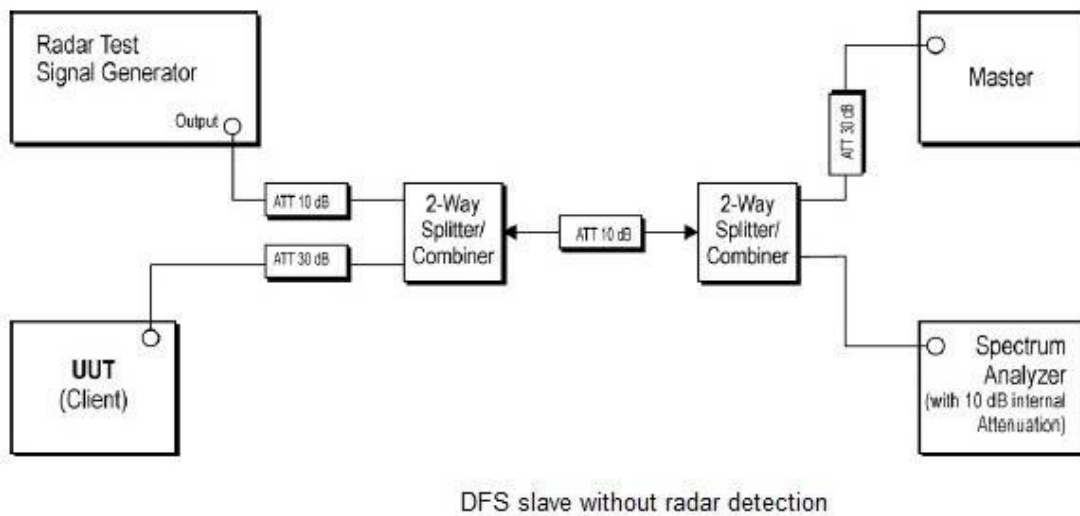 Radar Test
Signal Generator
Output
ATT 10 dB
ATT 30 dB
UUT
(Client)
2-Way
Splitter/
Combiner
ATT 10 dB
2-Way
Splitter/
Combiner
ATT 30 dB
Master
Spectrum
Analyzer
(with 10 dB internal
Attenuation)
DFS slave without radar detection